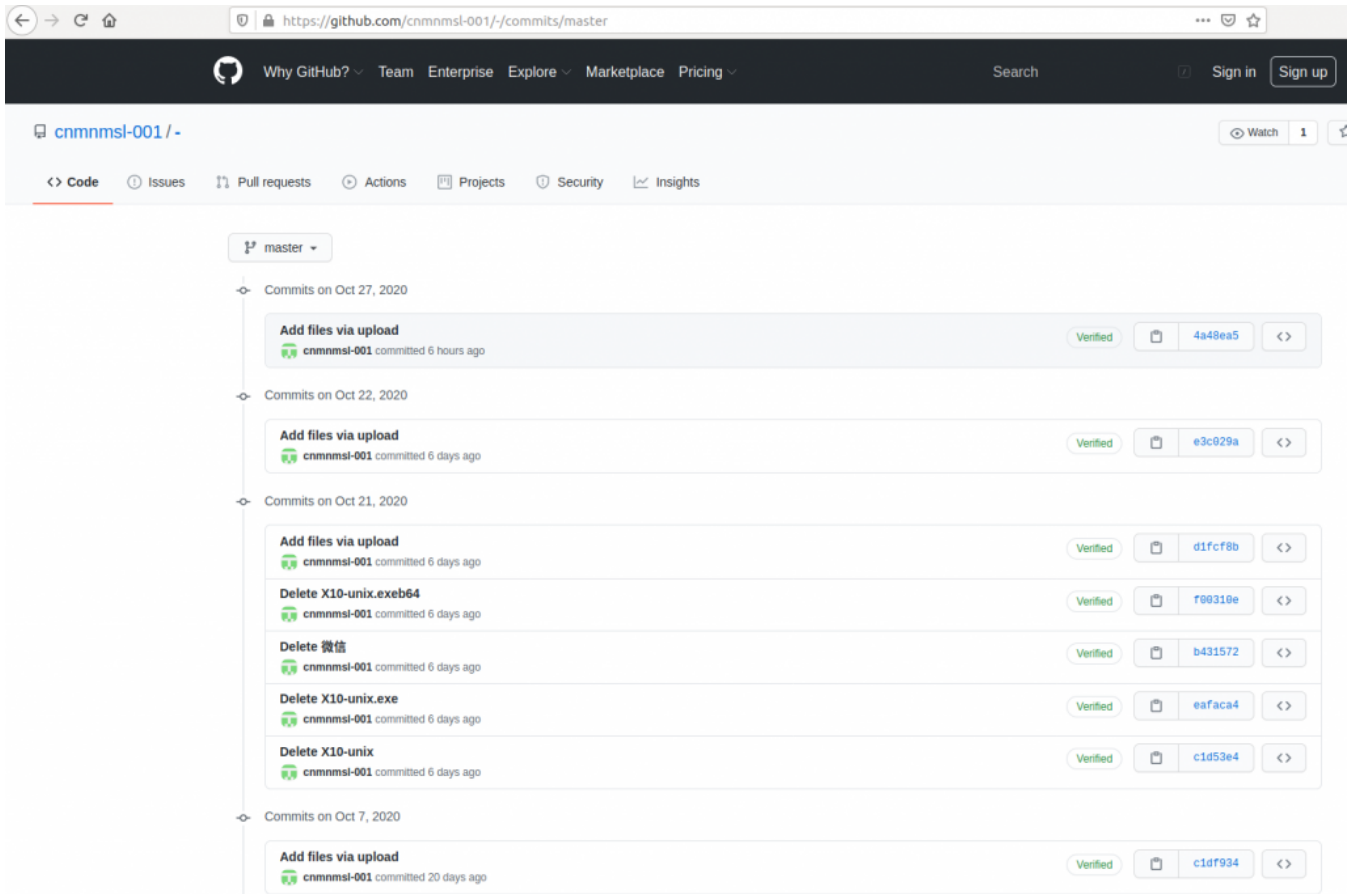 https://github.com/cnmnmsl-001/-/commits/master
Why GitHub? Team Enterprise Explore Marketplace Pricing Search / Sign in Sign up
cnmnmsl-001 / - Watch 1
Code Issues Pull requests Actions Projects Security Insights
master
Commits on Oct 27, 2020
Add files via upload
cnmnmsl-001 committed 6 hours ago Verified 4a48ea5
Commits on Oct 22, 2020
Add files via upload
cnmnmsl-001 committed 6 days ago Verified e3c029a
Commits on Oct 21, 2020
Add files via upload
cnmnmsl-001 committed 6 days ago Verified d1fcf8b
Delete X10-unix.exeb64
cnmnmsl-001 committed 6 days ago Verified f00310e
Delete 微信
cnmnmsl-001 committed 6 days ago Verified b431572
Delete X10-unix.exe
cnmnmsl-001 committed 6 days ago Verified eafaca4
Delete X10-unix
cnmnmsl-001 committed 6 days ago Verified c1d53e4
Commits on Oct 7, 2020
Add files via upload
cnmnmsl-001 committed 20 days ago Verified c1df934